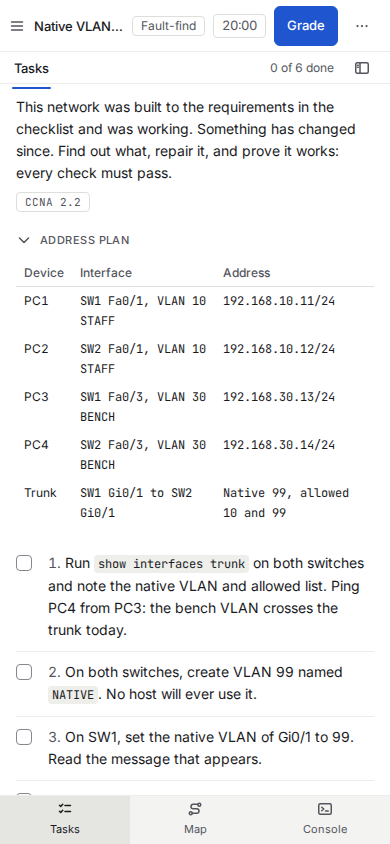 Native VLAN...
Fault-find
20:00
Grade
Tasks
0 of 6 done
This network was built to the requirements in the
checklist and was working. Something has changed
since. Find out what, repair it, and prove it works:
every check must pass.
CCNA 2.2
ADDRESS PLAN
Device Interface Address
PC1 SW1 Fa0/1, VLAN 10 192.168.10.11/24
STAFF
PC2 SW2 Fa0/1, VLAN 10 192.168.10.12/24
STAFF
PC3 SW1 Fa0/3, VLAN 30 192.168.30.13/24
BENCH
PC4 SW2 Fa0/3, VLAN 30 192.168.30.14/24
BENCH
Trunk SW1 Gi0/1 to SW2 Native 99, allowed
Gi0/1 10 and 99
1. Run show interfaces trunk on both switches
and note the native VLAN and allowed list. Ping
PC4 from PC3: the bench VLAN crosses the
trunk today.
2. On both switches, create VLAN 99 named
NATIVE. No host will ever use it.
3. On SW1, set the native VLAN of Gi0/1 to 99.
Read the message that appears.
Tasks
Map
Console